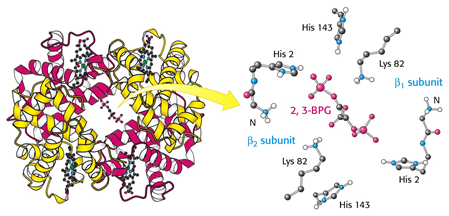 His 143
His 2
Lys 82
β1 subunit
N
2, 3-BPG
N
β2 subunit
Lys 82
His 2
His 143